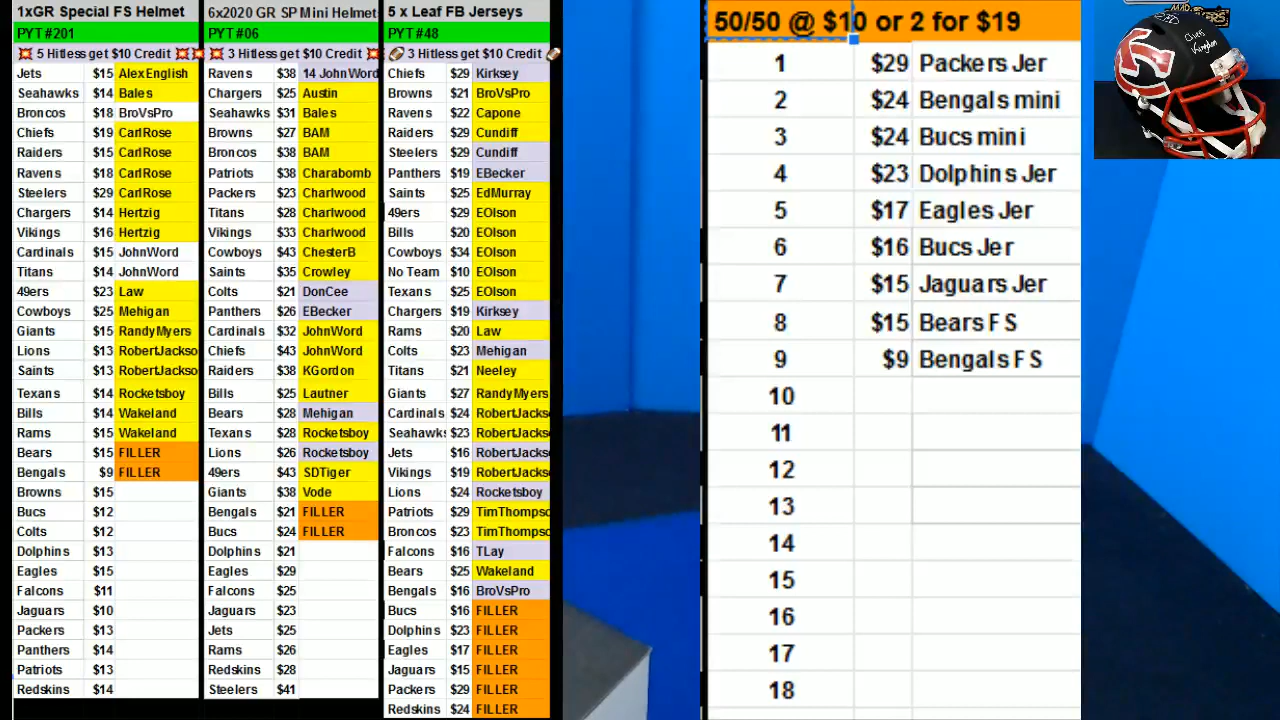 1xGR Special FS Helmet
PYT #201
💥 5 Hitless get $10 Credit 💥💥
Jets $15 AlexEnglish
Seahawks $14 Bales
Broncos $18 BroVsPro
Chiefs $19 CarlRose
Raiders $15 CarlRose
Ravens $18 CarlRose
Steelers $29 CarlRose
Chargers $14 Hertzig
Vikings $16 Hertzig
Cardinals $15 JohnWord
Titans $14 JohnWord
49ers $23 Law
Cowboys $25 Mehigan
Giants $15 RandyMyers
Lions $13 RobertJackso
Saints $13 RobertJackso
Texans $14 Rocketsboy
Bills $14 Wakeland
Rams $15 Wakeland
Bears $15 FILLER
Bengals $9 FILLER
Browns $15
Bucs $12
Colts $12
Dolphins $13
Eagles $15
Falcons $11
Jaguars $10
Packers $13
Panthers $14
Patriots $13
Redskins $14
6x2020 GR SP Mini Helmet
PYT #06
💥 3 Hitless get $10 Credit 💥
Ravens $38 14 JohnWord
Chargers $25 Austin
Seahawks $31 Bales
Browns $27 BAM
Broncos $38 BAM
Patriots $38 Charabomb
Packers $23 Charlwood
Titans $28 Charlwood
Vikings $33 Charlwood
Cowboys $43 ChesterB
Saints $35 Crowley
Colts $21 DonCee
Panthers $26 EBecker
Cardinals $32 JohnWord
Chiefs $43 JohnWord
Raiders $38 KGordon
Bills $25 Lautner
Bears $28 Mehigan
Texans $28 Rocketsboy
Lions $26 Rocketsboy
49ers $43 SDTiger
Giants $38 Vode
Bengals $21 FILLER
Bucs $24 FILLER
Dolphins $21
Eagles $29
Falcons $25
Jaguars $23
Jets $25
Rams $26
Redskins $28
Steelers $41
5 x Leaf FB Jerseys
PYT #48
🏈 3 Hitless get $10 Credit 🏈
Chiefs $29 Kirksey
Browns $21 BroVsPro
Ravens $22 Capone
Raiders $29 Cundiff
Steelers $29 Cundiff
Panthers $19 EBecker
Saints $25 EdMurray
49ers $29 EOlson
Bills $20 EOlson
Cowboys $34 EOlson
No Team $10 EOlson
Texans $25 EOlson
Chargers $19 Kirksey
Rams $20 Law
Colts $23 Mehigan
Titans $21 Neeley
Giants $27 RandyMyers
Cardinals $24 RobertJacks
Seahawks $23 RobertJacks
Jets $16 RobertJacks
Vikings $19 RobertJacks
Lions $24 Rocketsboy
Patriots $29 TimThomps
Broncos $23 TimThomps
Falcons $16 TLay
Bears $25 Wakeland
Bengals $16 BroVsPro
Bucs $16 FILLER
Dolphins $23 FILLER
Eagles $17 FILLER
Jaguars $15 FILLER
Packers $29 FILLER
Redskins $24 FILLER
50/50 @ $10 or 2 for $19
1 $29 Packers Jer
2 $24 Bengals mini
3 $24 Bucs mini
4 $23 Dolphins Jer
5 $17 Eagles Jer
6 $16 Bucs Jer
7 $15 Jaguars Jer
8 $15 Bears FS
9 $9 Bengals FS
10
11
12
13
14
15
16
17
18
MAD